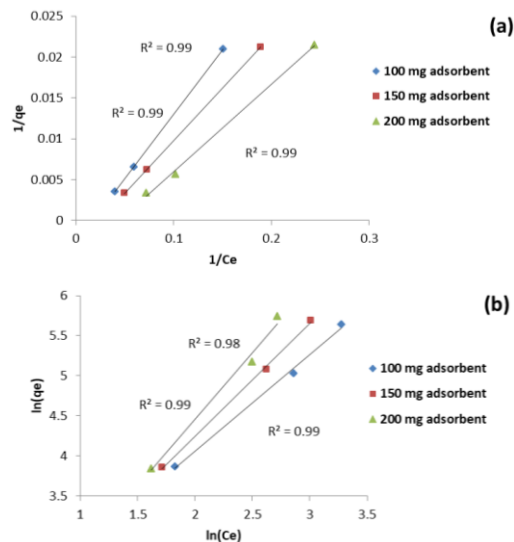 (a)
0.025
0.02
0.015
0.01
0.005
0
1/qe
R² = 0.99
R² = 0.99
R² = 0.99
100 mg adsorbent
150 mg adsorbent
200 mg adsorbent
0 0.1 0.2 0.3
1/Ce
(b)
6
5.5
5
4.5
4
3.5
ln(qe)
R² = 0.98
R² = 0.99
R² = 0.99
100 mg adsorbent
150 mg adsorbent
200 mg adsorbent
1 1.5 2 2.5 3 3.5
ln(Ce)